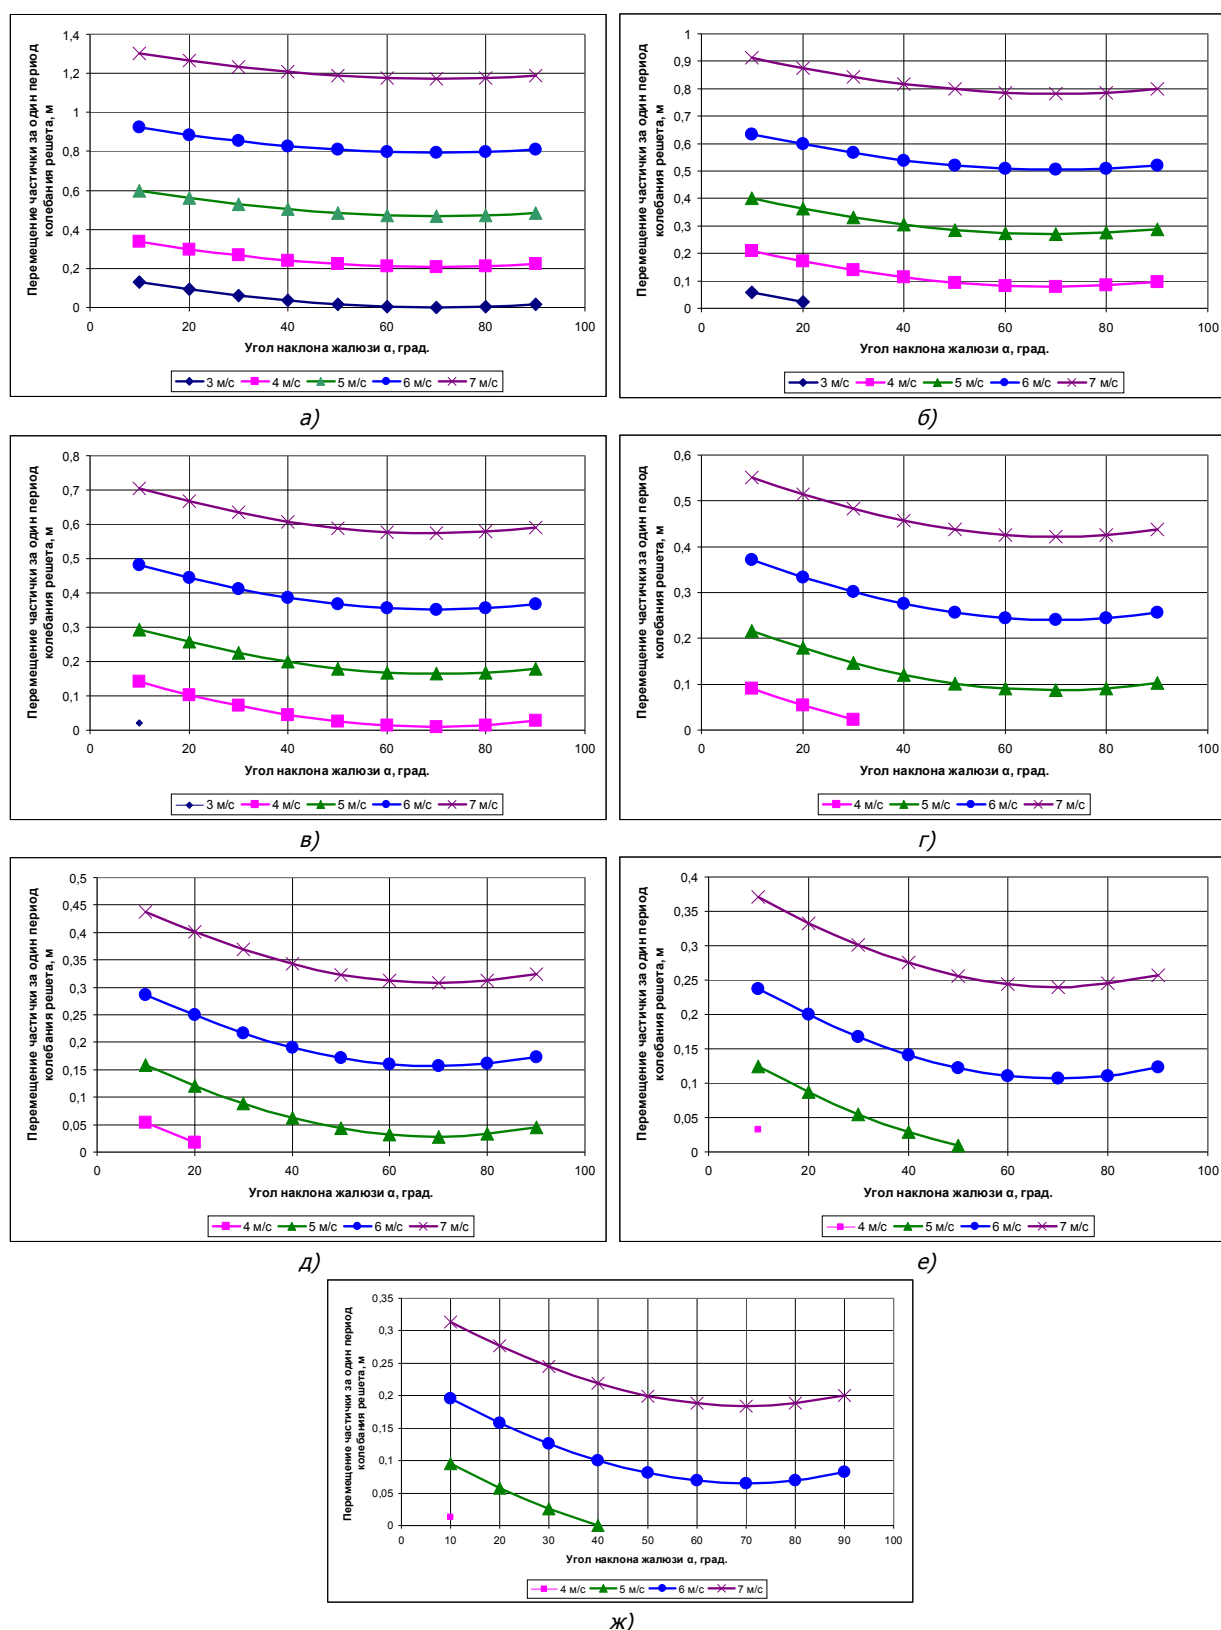 Перемещение частички за один период
колебания решета, м
1,4
1,2
1
0,8
0,6
0,4
0,2
0
0 20 40 60 80 100
Угол наклона жалюзи α, град.
3 м/с 4 м/с 5 м/с 6 м/с 7 м/с
а)
Перемещение частички за один период
колебания решета, м
1
0,9
0,8
0,7
0,6
0,5
0,4
0,3
0,2
0,1
0
0 20 40 60 80 100
Угол наклона жалюзи α, град.
3 м/с 4 м/с 5 м/с 6 м/с 7 м/с
б)
Перемещение частички за один период
колебания решета, м
0,8
0,7
0,6
0,5
0,4
0,3
0,2
0,1
0
0 20 40 60 80 100
Угол наклона жалюзи α, град.
3 м/с 4 м/с 5 м/с 6 м/с 7 м/с
в)
Перемещение частички за один период
колебания решета, м
0,6
0,5
0,4
0,3
0,2
0,1
0
0 20 40 60 80 100
Угол наклона жалюзи α, град.
4 м/с 5 м/с 6 м/с 7 м/с
г)
Перемещение частички за один период
колебания решета, м
0,5
0,45
0,4
0,35
0,3
0,25
0,2
0,15
0,1
0,05
0
0 20 40 60 80 100
Угол наклона жалюзи α, град.
4 м/с 5 м/с 6 м/с 7 м/с
д)
Перемещение частички за один период
колебания решета, м
0,4
0,35
0,3
0,25
0,2
0,15
0,1
0,05
0
0 20 40 60 80 100
Угол наклона жалюзи α, град.
4 м/с 5 м/с 6 м/с 7 м/с
е)
Перемещение частички за один период
колебания решета, м
0,35
0,3
0,25
0,2
0,15
0,1
0,05
0
0 10 20 30 40 50 60 70 80 90 100
Угол наклона жалюзи α, град.
4 м/с 5 м/с 6 м/с 7 м/с
ж)